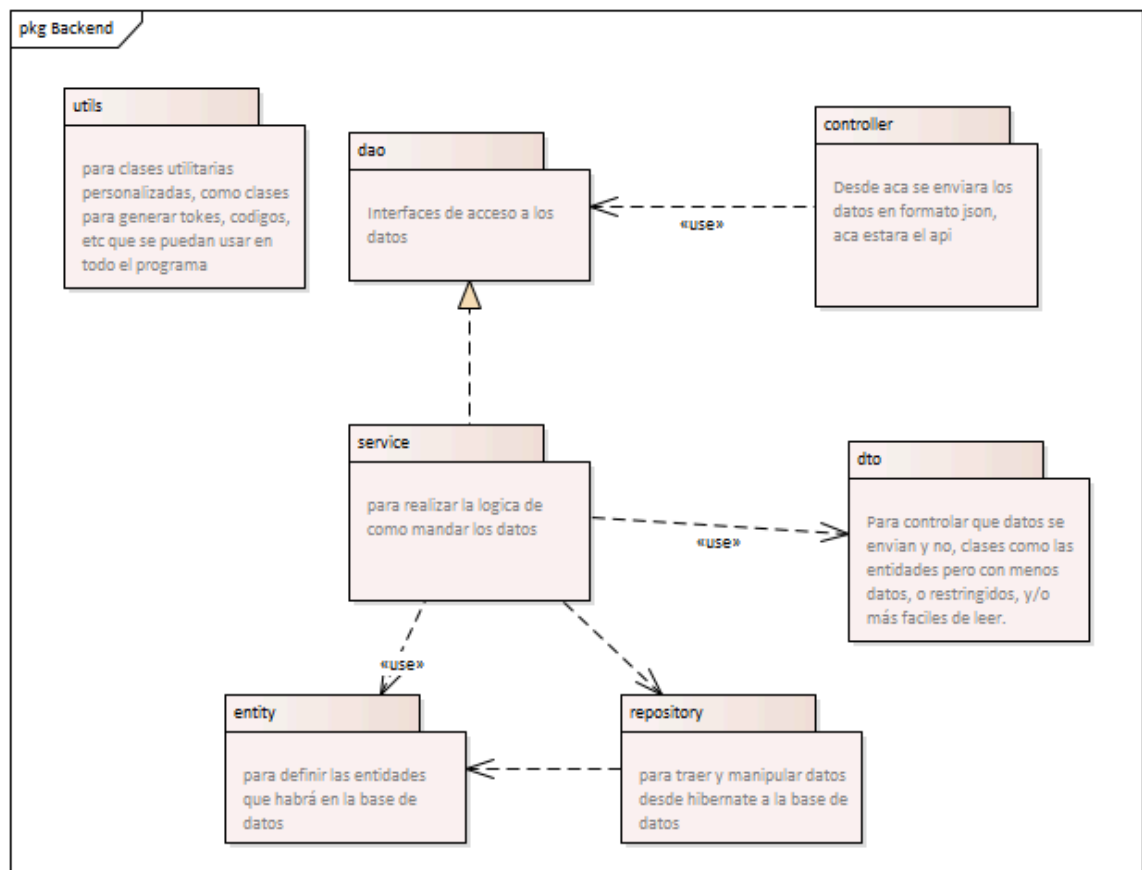 pkg Backend
utils
para clases utilitarias
personalizadas, como clases
para generar tokes, codigos,
etc que se puedan usar en
todo el programa
dao
Interfaces de acceso a los
datos
controller
Desde aca se enviara los
datos en formato json,
aca estara el api
«use»
service
para realizar la logica de
como mandar los datos
dto
Para controlar que datos se
envian y no, clases como las
entidades pero con menos
datos, o restringidos, y/o
más faciles de leer.
«use»
«use»
entity
para definir las entidades
que habrá en la base de
datos
repository
para traer y manipular datos
desde hibernate a la base de
datos